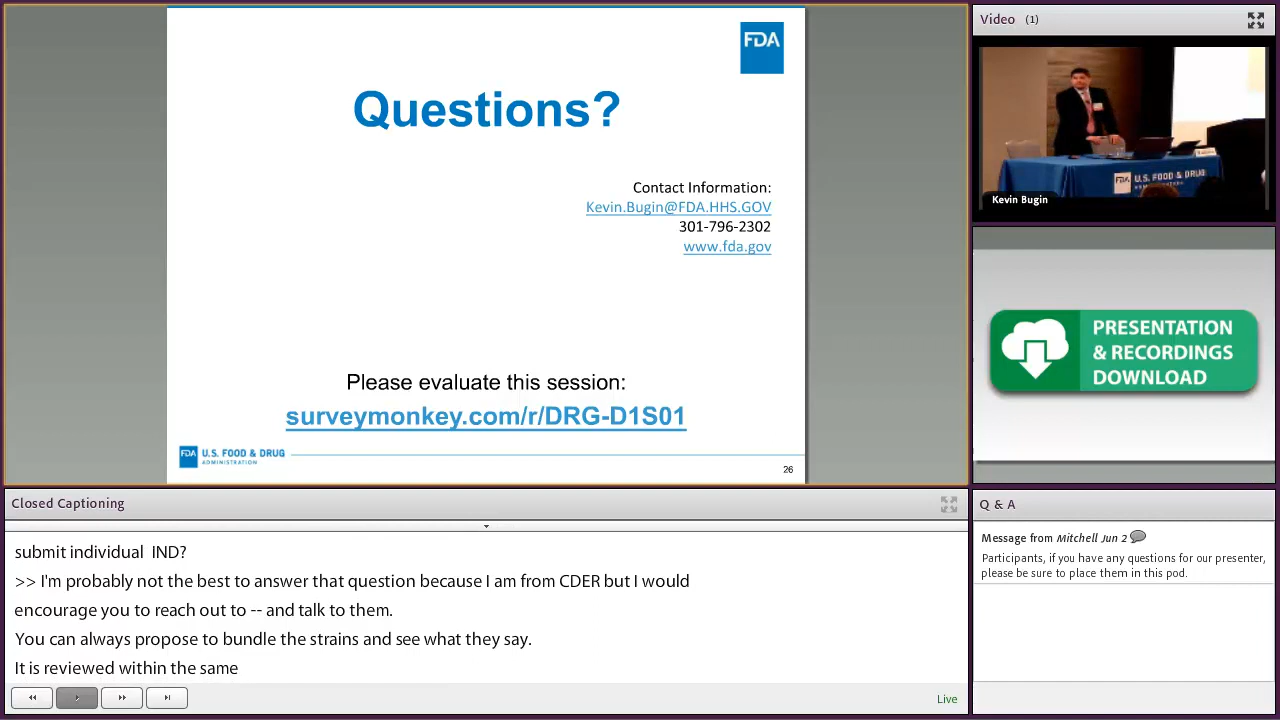 FDA
Questions?
Contact Information:
Kevin.Bugin@FDA.HHS.GOV
301-796-2302
www.fda.gov
Please evaluate this session:
surveymonkey.com/r/DRG-D1S01
FDA U.S. FOOD & DRUG
ADMINISTRATION
26
Video (1)
FDA U.S. FOOD & DRUG
ADMINISTRATION
Kevin Bugin
PRESENTATION
& RECORDINGS
DOWNLOAD
Closed Captioning
submit individual IND?
>> I'm probably not the best to answer that question because I am from CDER but I would
encourage you to reach out to -- and talk to them.
You can always propose to bundle the strains and see what they say.
It is reviewed within the same
Live
Q & A
Message from Mitchell Jun 2
Participants, if you have any questions for our presenter,
please be sure to place them in this pod.